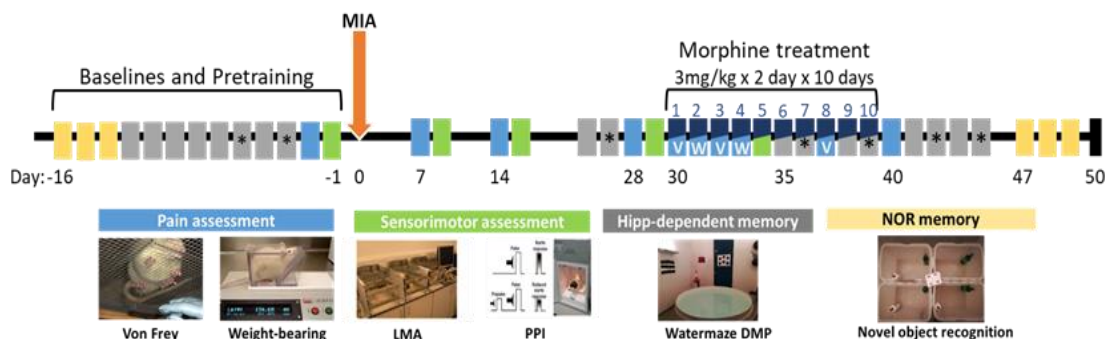 MIA
Morphine treatment
Baselines and Pretraining
3mg/kg x 2 day x 10 days
1 2 3 4 5 6 7 8 9 10
* * * * * * *
V W V W V
Day: -16 -1 0 7 14 28 30 35 40 47 50
Pain assessment Sensorimotor assessment Hipp-dependent memory NOR memory
Von Frey Weight-bearing LMA PPI Watermaze DMP Novel object recognition